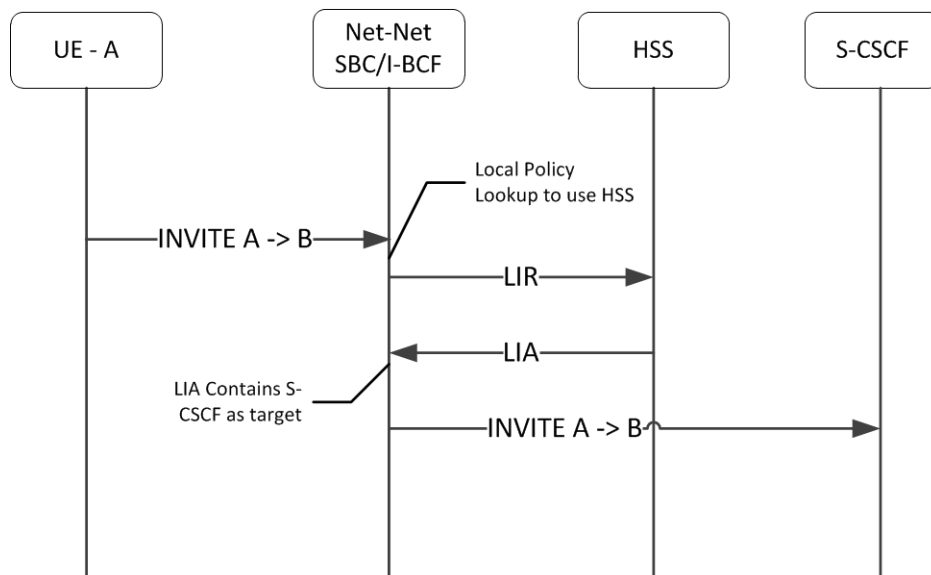 UE - A
Net-Net
SBC/I-BCF
HSS
S-CSCF
Local Policy
Lookup to use HSS
INVITE A -> B
LIR
LIA
LIA Contains S-
CSCF as target
INVITE A -> B